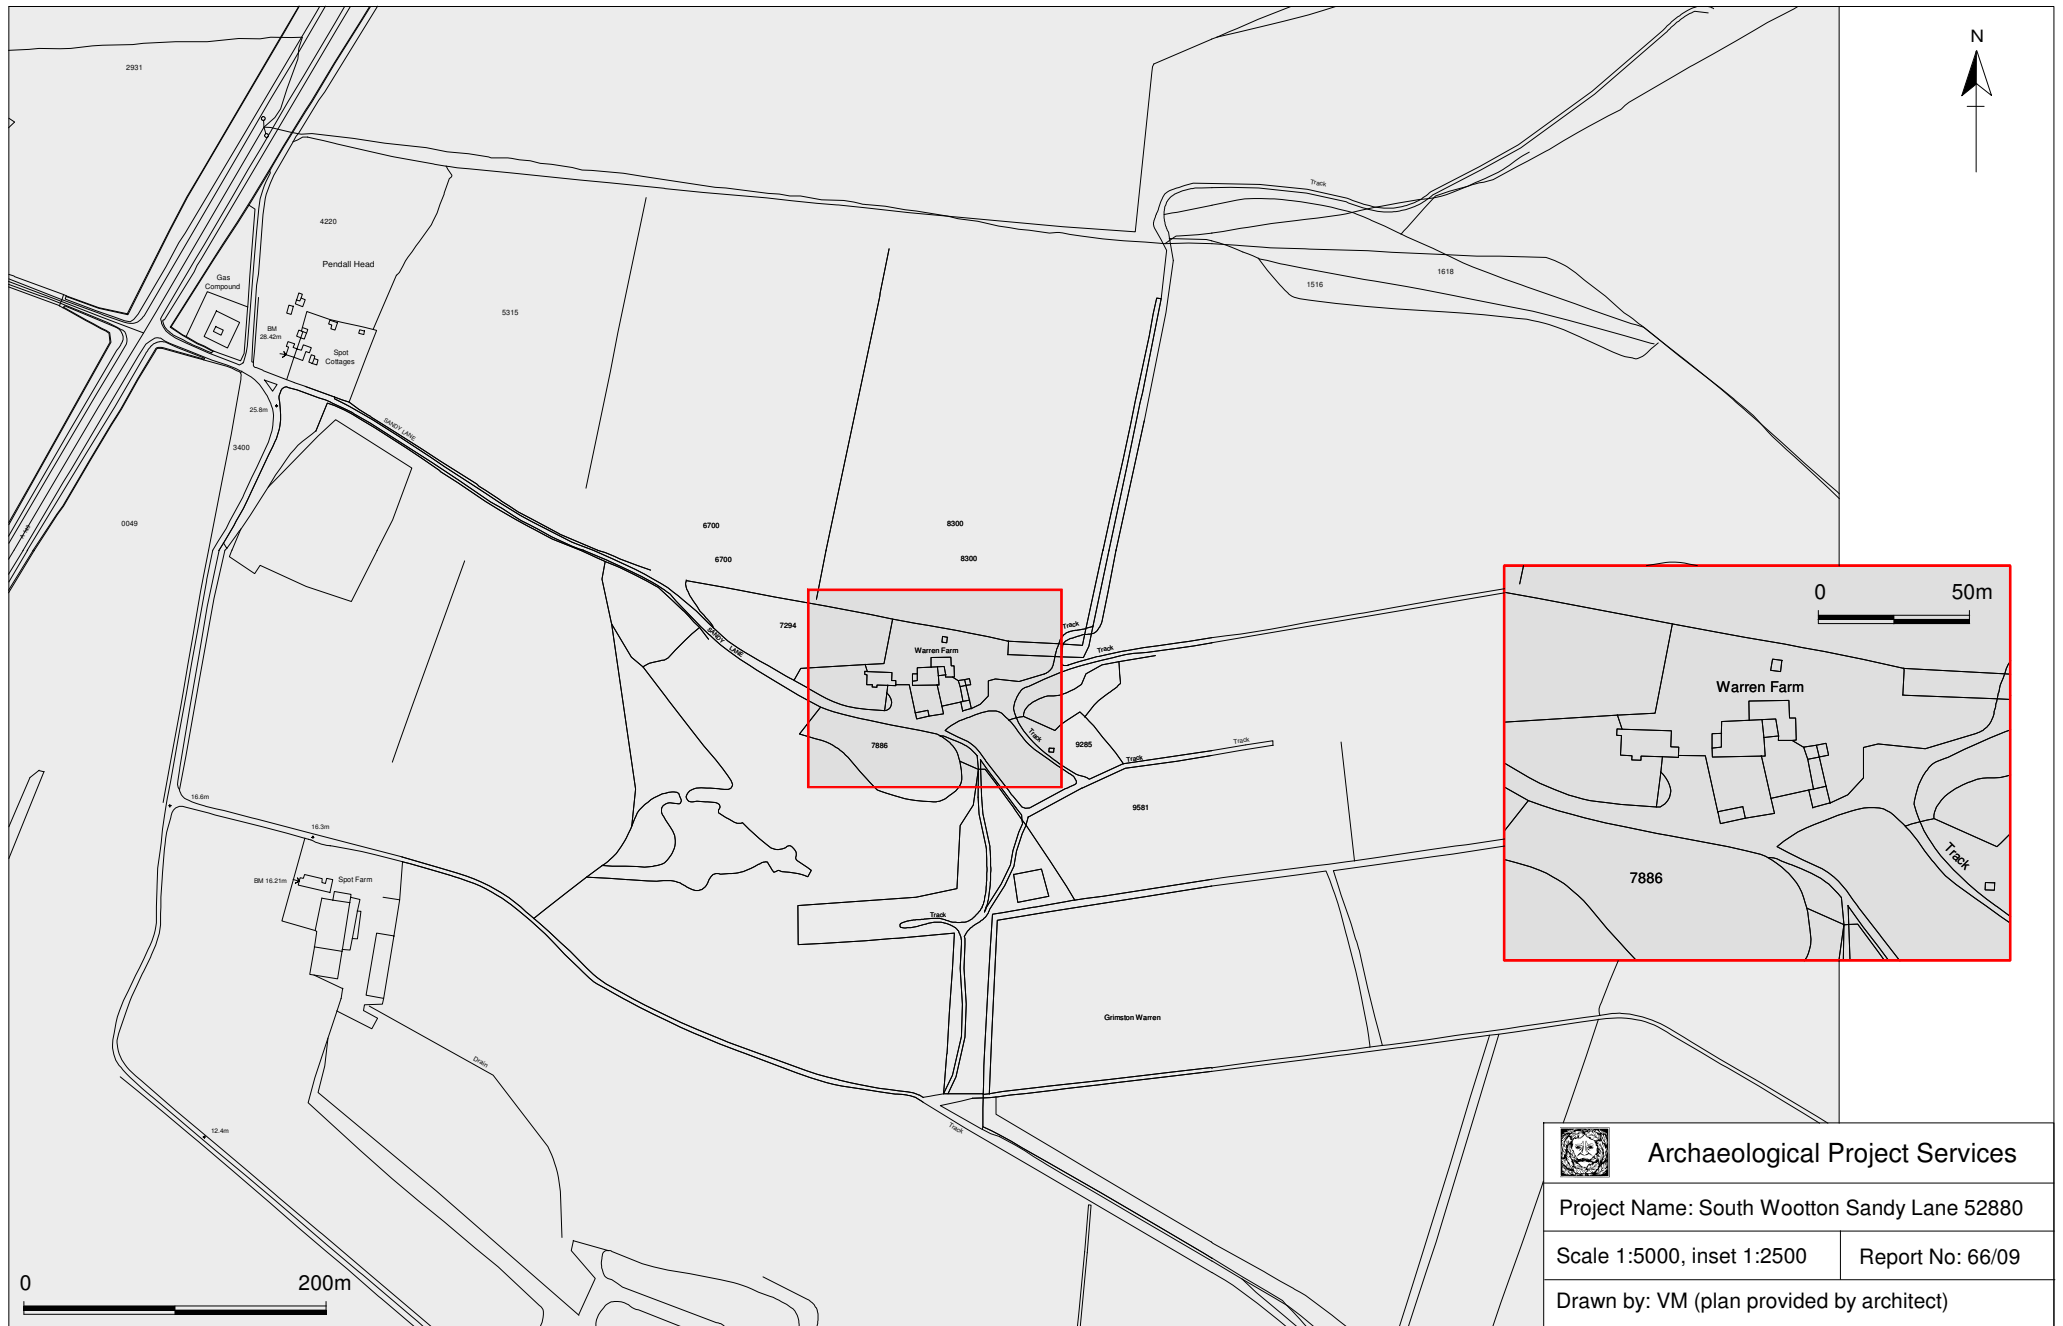 2931
N
Track
4220
Pendall Head
Gas
Compound
1618
1516
5315
BM
28.42m
Spot
Cottages
25.8m
SANDY LANE
3400
0049
6700
8300
6700
8300
0
50m
7294
Track
SANDY
LANE
Warren Farm
Track
Warren Farm
Track
7886
9285
Track
Track
Track
7886
16.6m
9581
16.3m
BM 16.21m
Spot Farm
Track
Grimston Warren
Drain
12.4m
Track
Archaeological Project Services
Project Name: South Wootton Sandy Lane 52880
Scale 1:5000, inset 1:2500
Report No: 66/09
0
200m
Drawn by: VM (plan provided by architect)